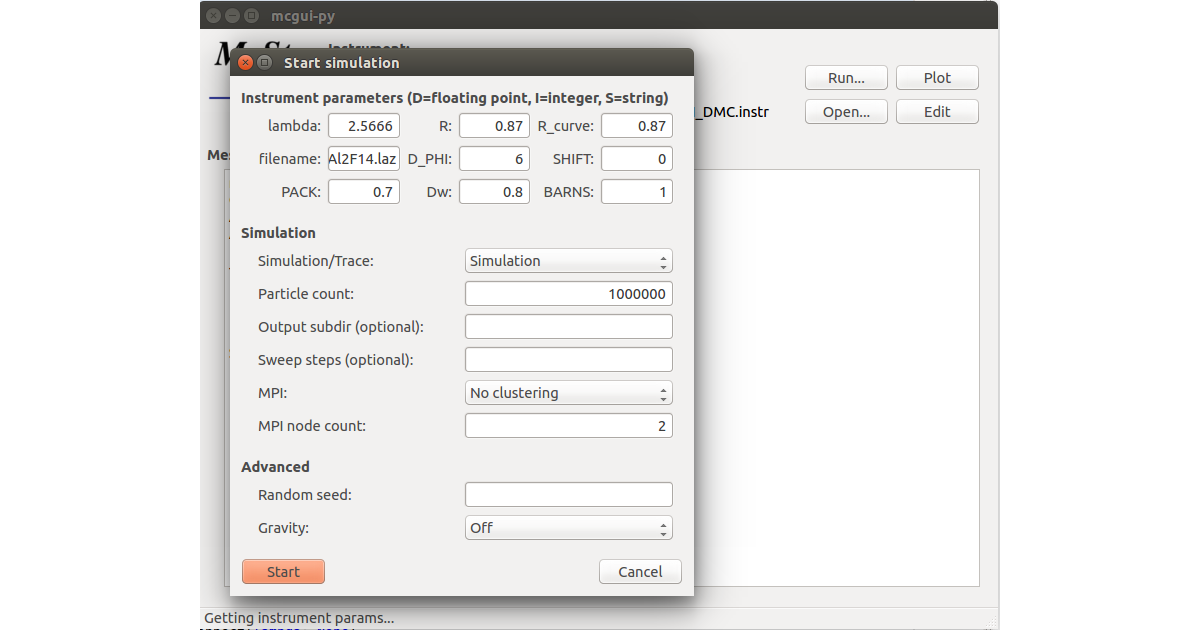 mcgui-py
Start simulation
Instrument parameters (D=floating point, I=integer, S=string)
lambda: 2.5666 R: 0.87 R_curve: 0.87
filename: Al2F14.laz D_PHI: 6 SHIFT: 0
PACK: 0.7 Dw: 0.8 BARNS: 1
Simulation
Simulation/Trace: Simulation
Particle count: 1000000
Output subdir (optional):
Sweep steps (optional):
MPI: No clustering
MPI node count: 2
Advanced
Random seed:
Gravity: Off
Start Cancel
Run... Plot
_DMC.instr Open... Edit
Getting instrument params...